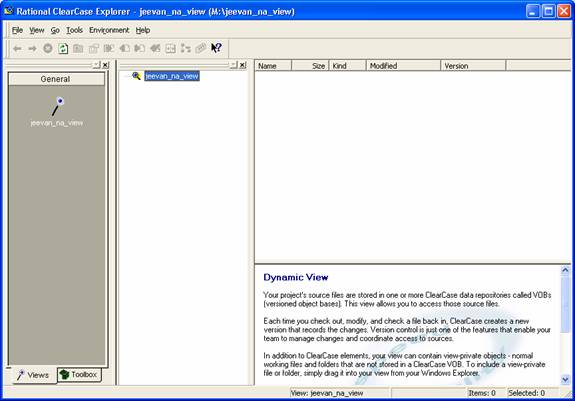 Rational ClearCase Explorer - jeevan_na_view (M:\jeevan_na_view)
File View Go Tools Environment Help
General
jeevan_na_view
Views Toolbox
jeevan_na_view
Name Size Kind Modified Version
Dynamic View
Your project's source files are stored in one or more ClearCase data repositories called VOBs
(versioned object bases). This view allows you to access those source files.
Each time you check out, modify, and check a file back in, ClearCase creates a new
version that records the changes. Version control is just one of the features that enable your
team to manage changes and coordinate access to sources.
In addition to ClearCase elements, your view can contain view-private objects - normal
working files and folders that are not stored in a ClearCase VOB. To include a view-private
file or folder, simply drag it into your view from your Windows Explorer.
View: jeevan_na_view Items: 0 Selected: 0